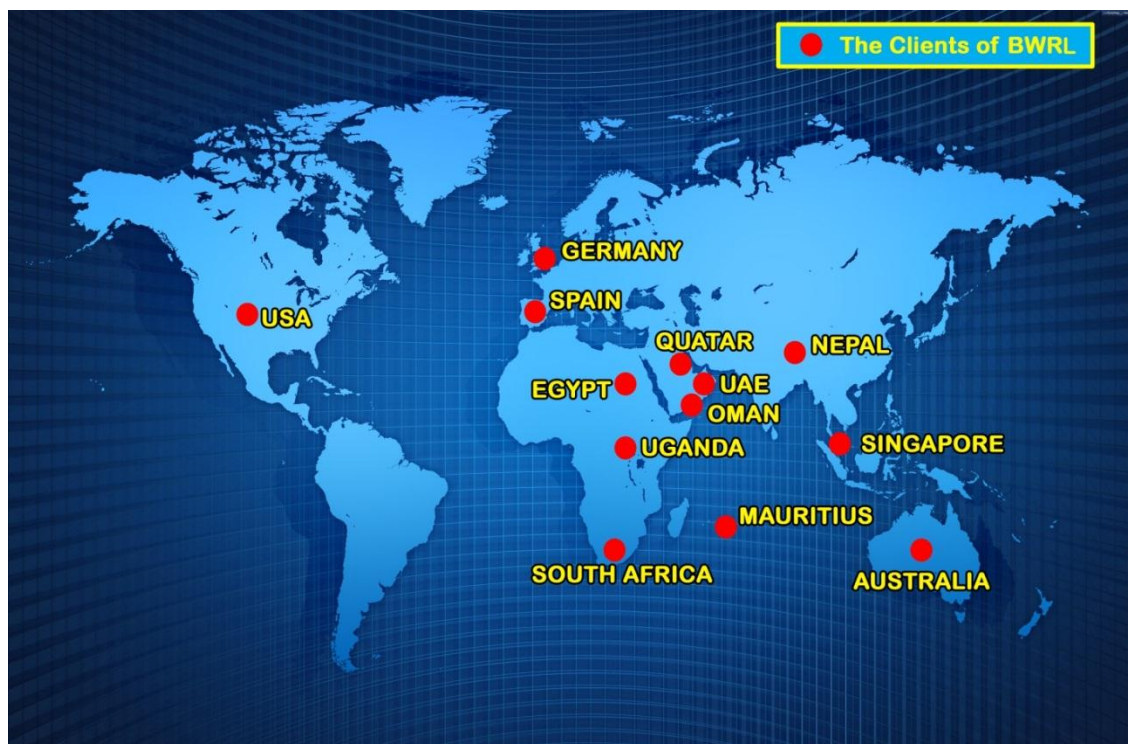 The Clients of BWRL
GERMANY
SPAIN
USA
QUATAR
NEPAL
EGYPT
UAE
OMAN
UGANDA
SINGAPORE
MAURITIUS
SOUTH AFRICA
AUSTRALIA